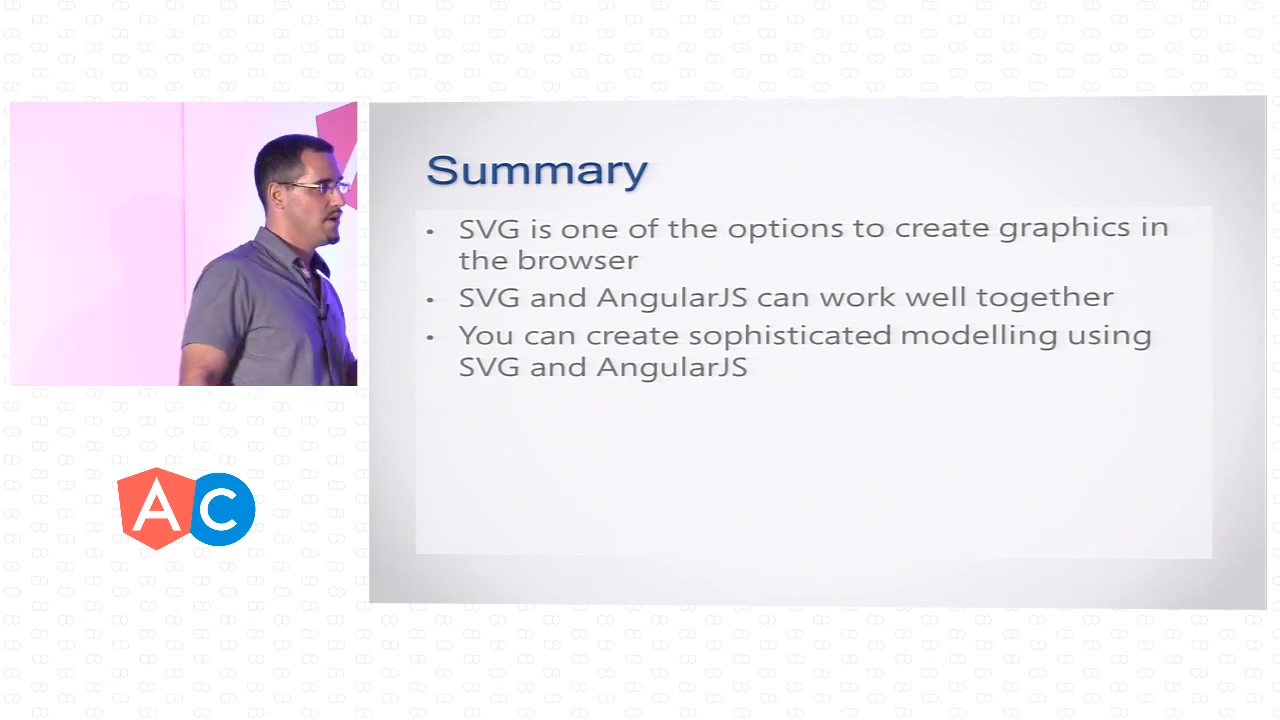 Summary
• SVG is one of the options to create graphics in
the browser
• SVG and AngularJS can work well together
• You can create sophisticated modelling using
SVG and AngularJS
AC